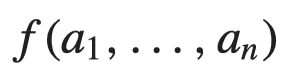 f(a₁, . . . , aₙ)